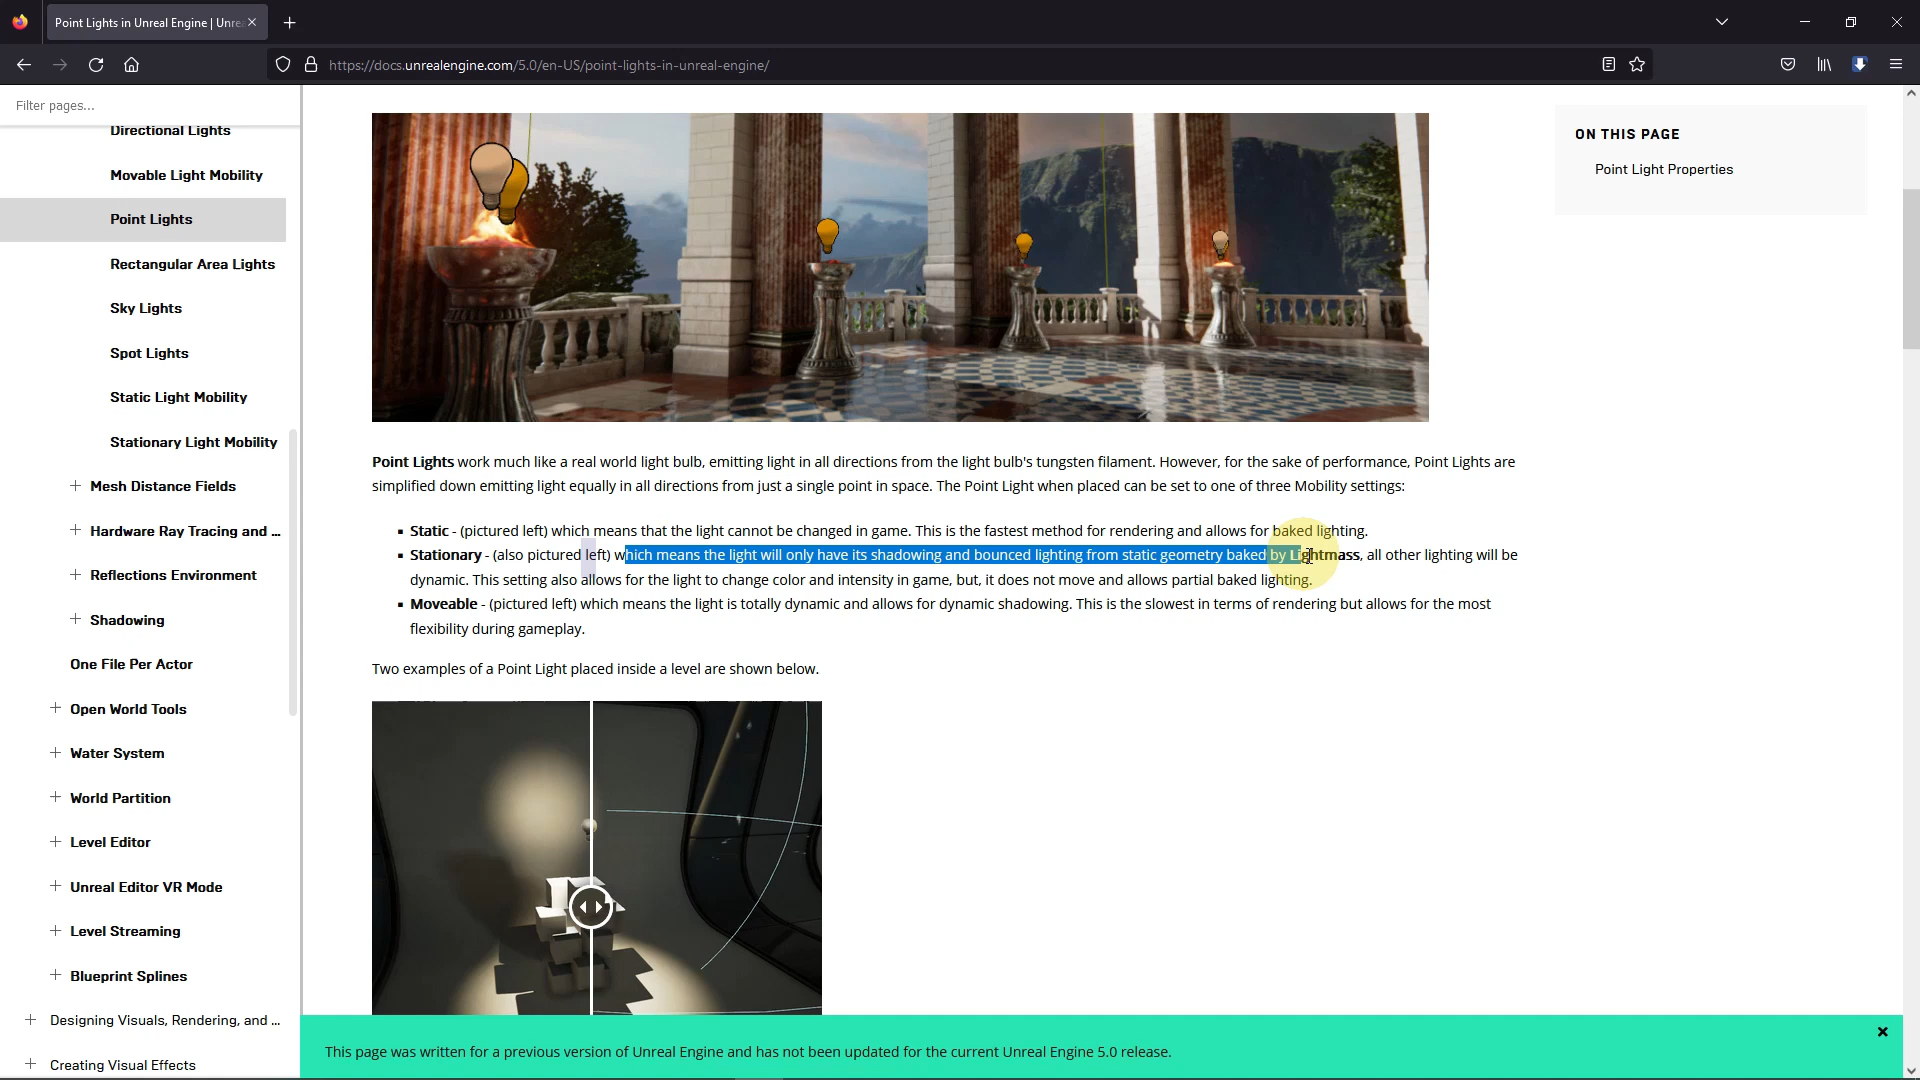 Point Lights in Unreal Engine | Unre
https://docs.unrealengine.com/5.0/en-US/point-lights-in-unreal-engine/
Filter pages...
Directional Lights
Movable Light Mobility
Point Lights
Rectangular Area Lights
Sky Lights
Spot Lights
Static Light Mobility
Stationary Light Mobility
Mesh Distance Fields
Hardware Ray Tracing and ...
Reflections Environment
Shadowing
One File Per Actor
Open World Tools
Water System
World Partition
Level Editor
Unreal Editor VR Mode
Level Streaming
Blueprint Splines
Designing Visuals, Rendering, and ...
Creating Visual Effects
Point Lights work much like a real world light bulb, emitting light in all directions from the light bulb's tungsten filament. However, for the sake of performance, Point Lights are
simplified down emitting light equally in all directions from just a single point in space. The Point Light when placed can be set to one of three Mobility settings:
Static - (pictured left) which means that the light cannot be changed in game. This is the fastest method for rendering and allows for baked lighting.
Stationary - (also pictured left) which means the light will only have its shadowing and bounced lighting from static geometry baked by Lightmass, all other lighting will be
dynamic. This setting also allows for the light to change color and intensity in game, but, it does not move and allows partial baked lighting.
Moveable - (pictured left) which means the light is totally dynamic and allows for dynamic shadowing. This is the slowest in terms of rendering but allows for the most
flexibility during gameplay.
Two examples of a Point Light placed inside a level are shown below.
ON THIS PAGE
Point Light Properties
This page was written for a previous version of Unreal Engine and has not been updated for the current Unreal Engine 5.0 release.